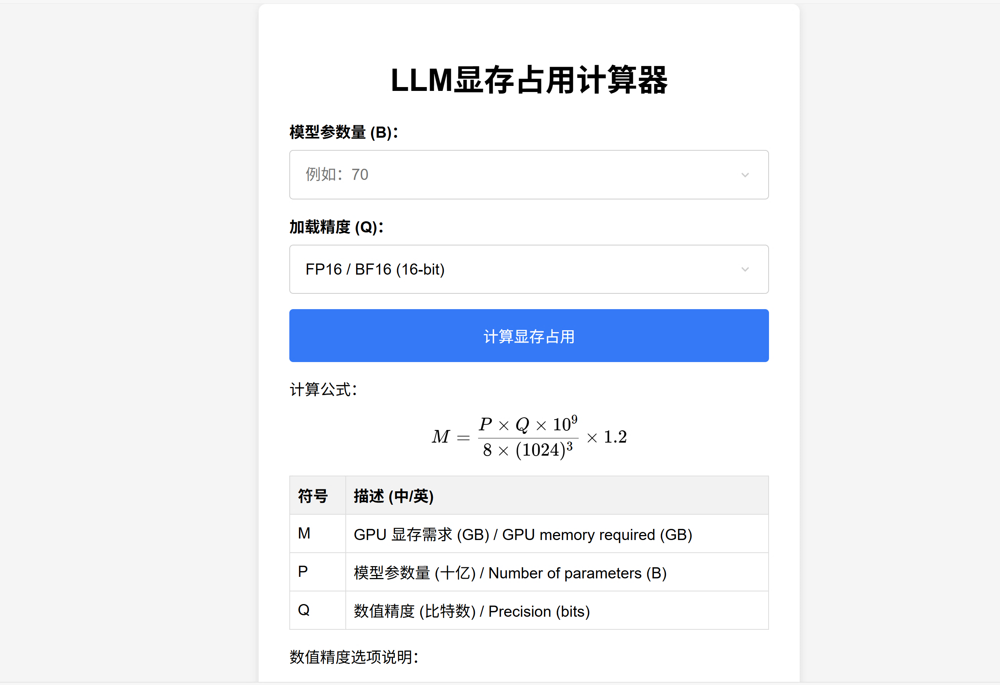 LLM显存占用计算器
模型参数量 (B)：
例如：70
加载精度 (Q)：
FP16 / BF16 (16-bit)
计算显存占用
计算公式：
M = \frac{P × Q × 10^9}{8 × (1024)^3} × 1.2
符号 描述 (中/英)
M GPU 显存需求 (GB) / GPU memory required (GB)
P 模型参数量 (十亿) / Number of parameters (B)
Q 数值精度 (比特数) / Precision (bits)
数值精度选项说明：